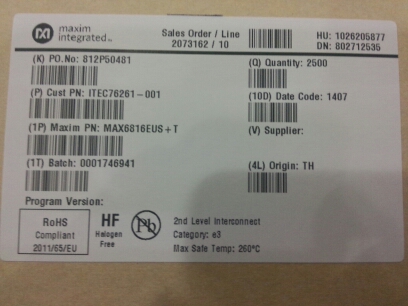 maxim
integrated™
Sales Order / Line
2073162 / 10
HU: 1026205877
DN: 802712535
(K) PO.No: 812P50481
(Q) Quantity: 2500
(P) Cust PN: ITEC76261-001
(10D) Date Code: 1407
(1P) Maxim PN: MAX6816EUS+T
(V) Supplier:
(1T) Batch: 0001746941
(4L) Origin: TH
Program Version:
RoHS
Compliant
2011/65/EU
HF
Halogen
Free
Pb
2nd Level Interconnect
Category: e3
Max Safe Temp: 260°C